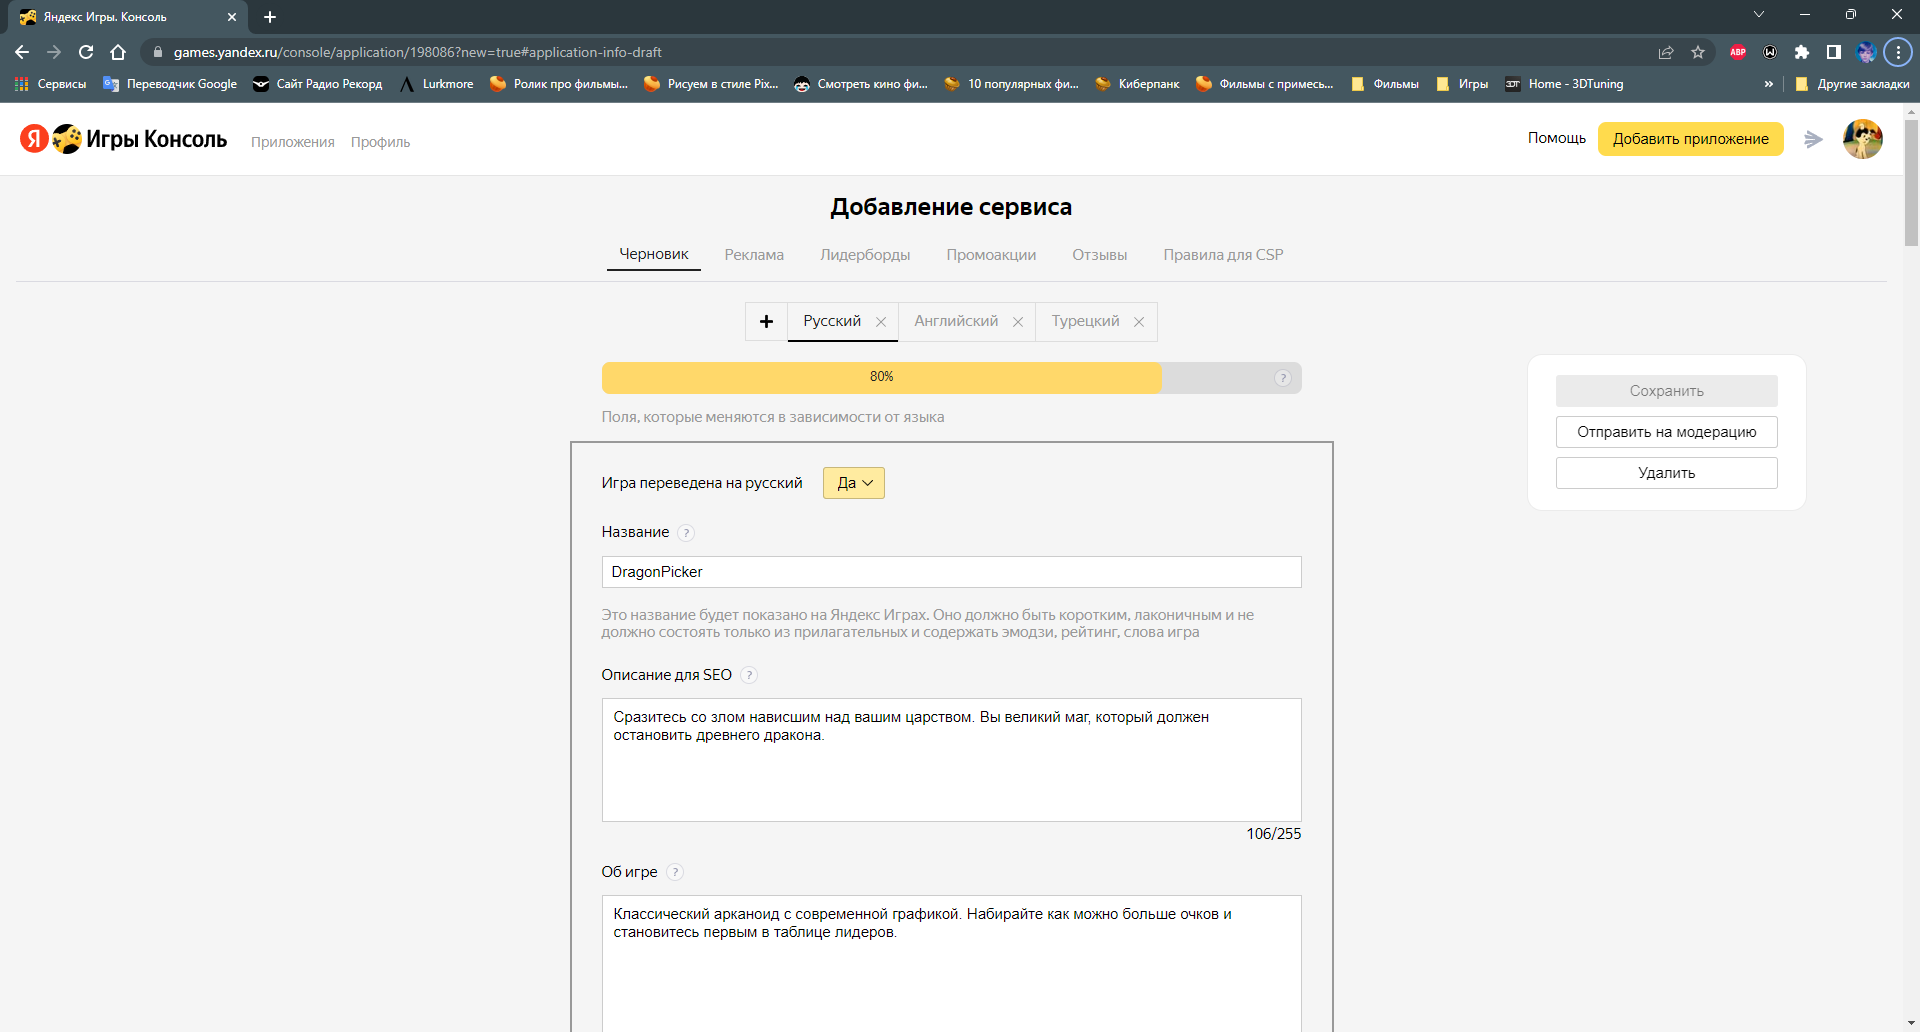 Яндекс Игры. Консоль
games.yandex.ru/console/application/198086?new=true#application-info-draft
ABP
Сервисы
Переводчик Google
Сайт Радио Рекорд
Lurkmore
Ролик про фильмы...
Рисуем в стиле Pix...
Смотреть кино фи...
10 популярных фи...
Киберпанк
Фильмы с примесь...
Фильмы
Игры
3DT
Home - 3DTuning
»
Другие закладки
Я Игры Консоль
Приложения
Профиль
Помощь
Добавить приложение
Добавление сервиса
Черновик
Реклама
Лидерборды
Промоакции
Отзывы
Правила для CSP
+
Русский
Английский
Турецкий
80%
?
Поля, которые меняются в зависимости от языка
Сохранить
Отправить на модерацию
Удалить
Игра переведена на русский
Да
Название ?
DragonPicker
Это название будет показано на Яндекс Играх. Оно должно быть коротким, лаконичным и не
должно состоять только из прилагательных и содержать эмодзи, рейтинг, слова игра
Описание для SEO ?
Сразитесь со злом нависшим над вашим царством. Вы великий маг, который должен
остановить древнего дракона.
106/255
Об игре ?
Классический арканоид с современной графикой. Набирайте как можно больше очков и
становитесь первым в таблице лидеров.